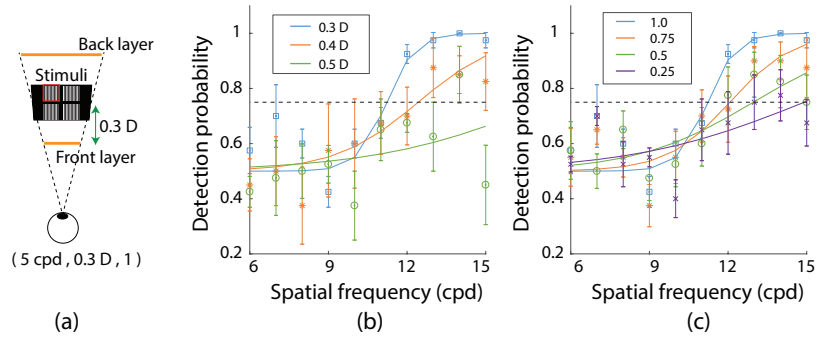 Back layer
Stimuli
0.3 D
Front layer
( 5 cpd , 0.3 D , 1 )
(a)
Detection probability
1
0.8
0.6
0.4
0.2
0.3 D
0.4 D
0.5 D
6
9
12
15
Spatial frequency (cpd)
(b)
Detection probability
1
0.8
0.6
0.4
0.2
1.0
0.75
0.5
0.25
6
9
12
15
Spatial frequency (cpd)
(c)